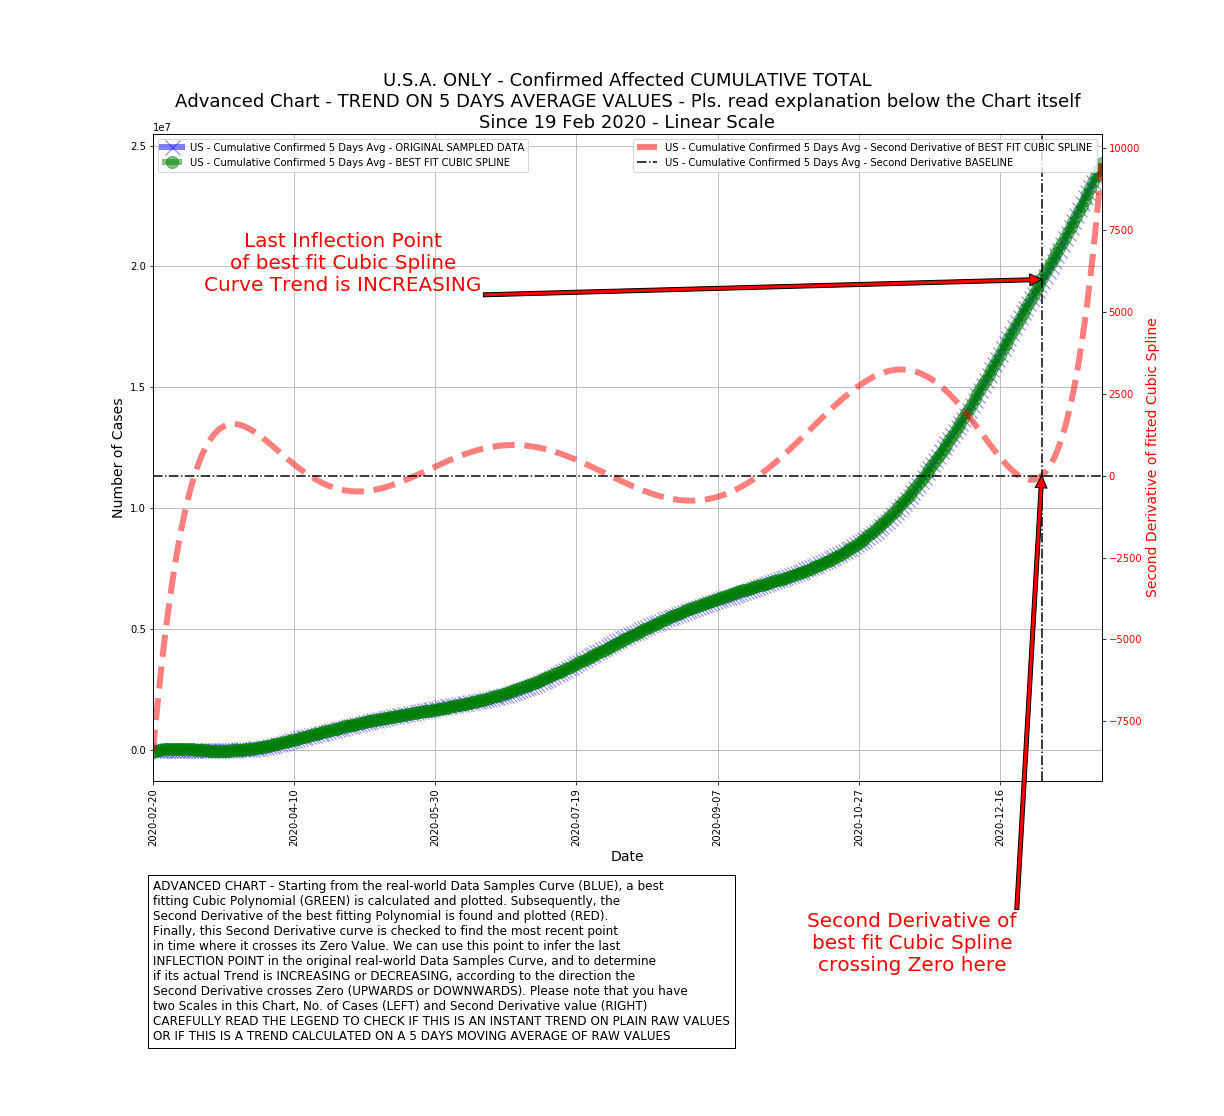 U.S.A. ONLY - Confirmed Affected CUMULATIVE TOTAL
Advanced Chart - TREND ON 5 DAYS AVERAGE VALUES - Pls. read explanation below the Chart itself
Since 19 Feb 2020 - Linear Scale
1e7
US - Cumulative Confirmed 5 Days Avg - ORIGINAL SAMPLED DATA
US - Cumulative Confirmed 5 Days Avg - BEST FIT CUBIC SPLINE
US - Cumulative Confirmed 5 Days Avg - Second Derivative of BEST FIT CUBIC SPLINE
US - Cumulative Confirmed 5 Days Avg - Second Derivative BASELINE
Last Inflection Point
of best fit Cubic Spline
Curve Trend is INCREASING
Number of Cases
2.5
2.0
1.5
1.0
0.5
0.0
10000
7500
5000
2500
0
−2500
−5000
−7500
Second Derivative of fitted Cubic Spline
2020-02-20
2020-04-10
2020-05-30
2020-07-19
2020-09-07
2020-10-27
2020-12-16
Date
ADVANCED CHART - Starting from the real-world Data Samples Curve (BLUE), a best
fitting Cubic Polynomial (GREEN) is calculated and plotted. Subsequently, the
Second Derivative of the best fitting Polynomial is found and plotted (RED).
Finally, this Second Derivative curve is checked to find the most recent point
in time where it crosses its Zero Value. We can use this point to infer the last
INFLECTION POINT in the original real-world Data Samples Curve, and to determine
if its actual Trend is INCREASING or DECREASING, according to the direction the
Second Derivative crosses Zero (UPWARDS or DOWNWARDS). Please note that you have
two Scales in this Chart, No. of Cases (LEFT) and Second Derivative value (RIGHT)
CAREFULLY READ THE LEGEND TO CHECK IF THIS IS AN INSTANT TREND ON PLAIN RAW VALUES
OR IF THIS IS A TREND CALCULATED ON A 5 DAYS MOVING AVERAGE OF RAW VALUES
Second Derivative of
best fit Cubic Spline
crossing Zero here